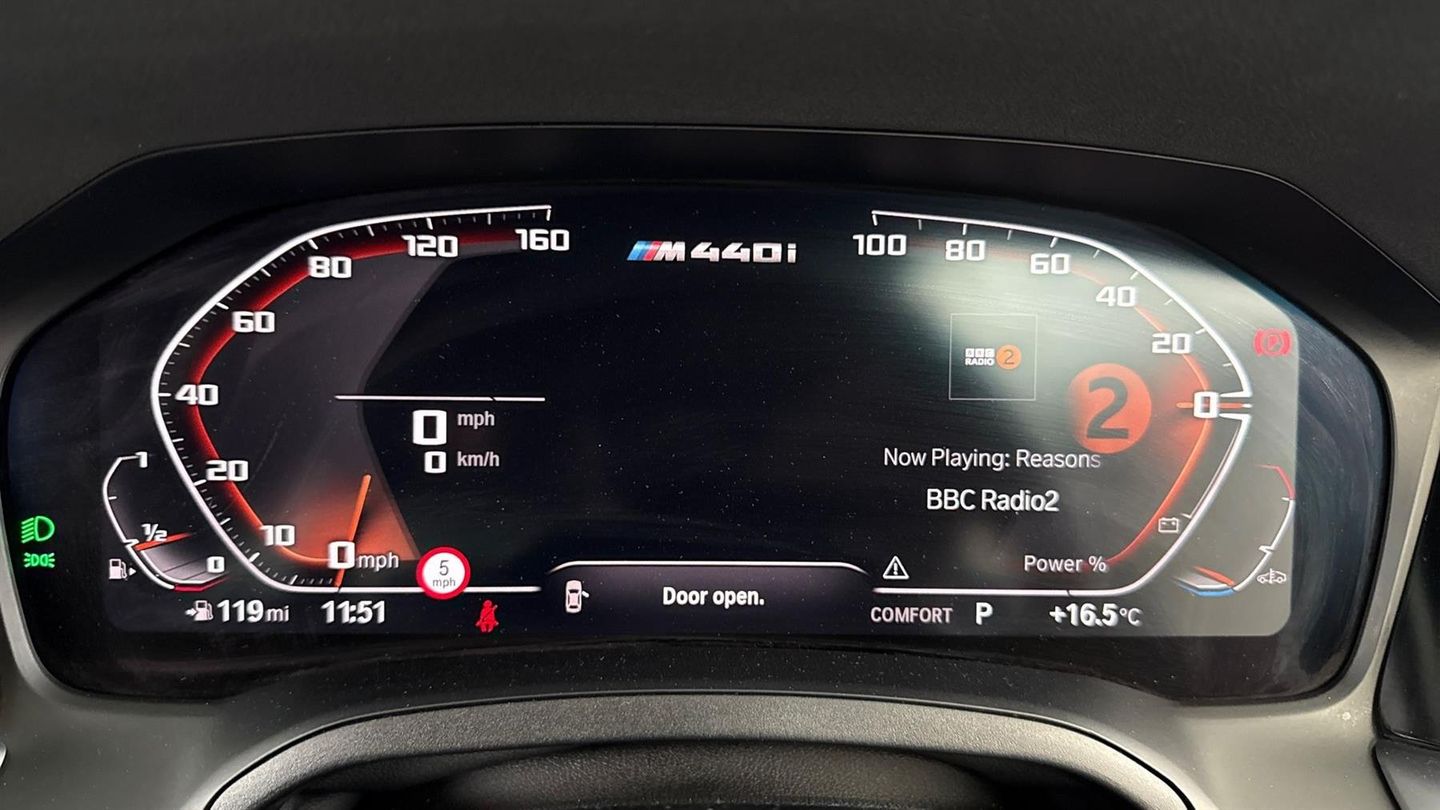 160
120
80
60
40
20
10
0 mph
M440i
100
80
60
40
20
0
P
BBC
RADIO 2
2
0 mph
0 km/h
Now Playing: Reasons
BBC Radio2
1
1/2
0
Power %
5
mph
119 mi
11:51
Door open.
COMFORT P
+16.5°C